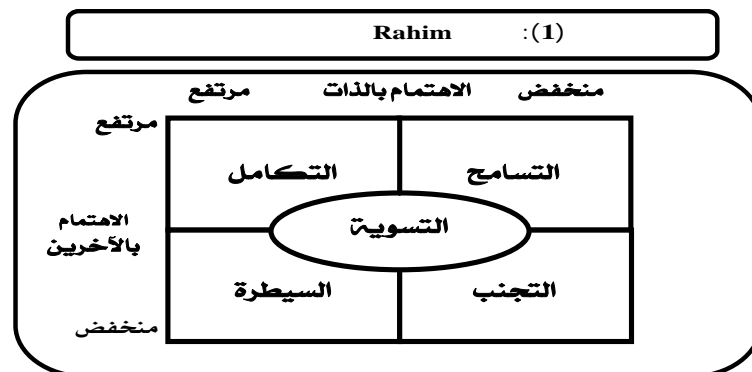 (1): Rahim
منخفض الاهتمام بالذات مرتفع
مرتفع
التسامح التكامل
الاهتمام
بالآخرين
التسوية
التجنب السيطرة
منخفض